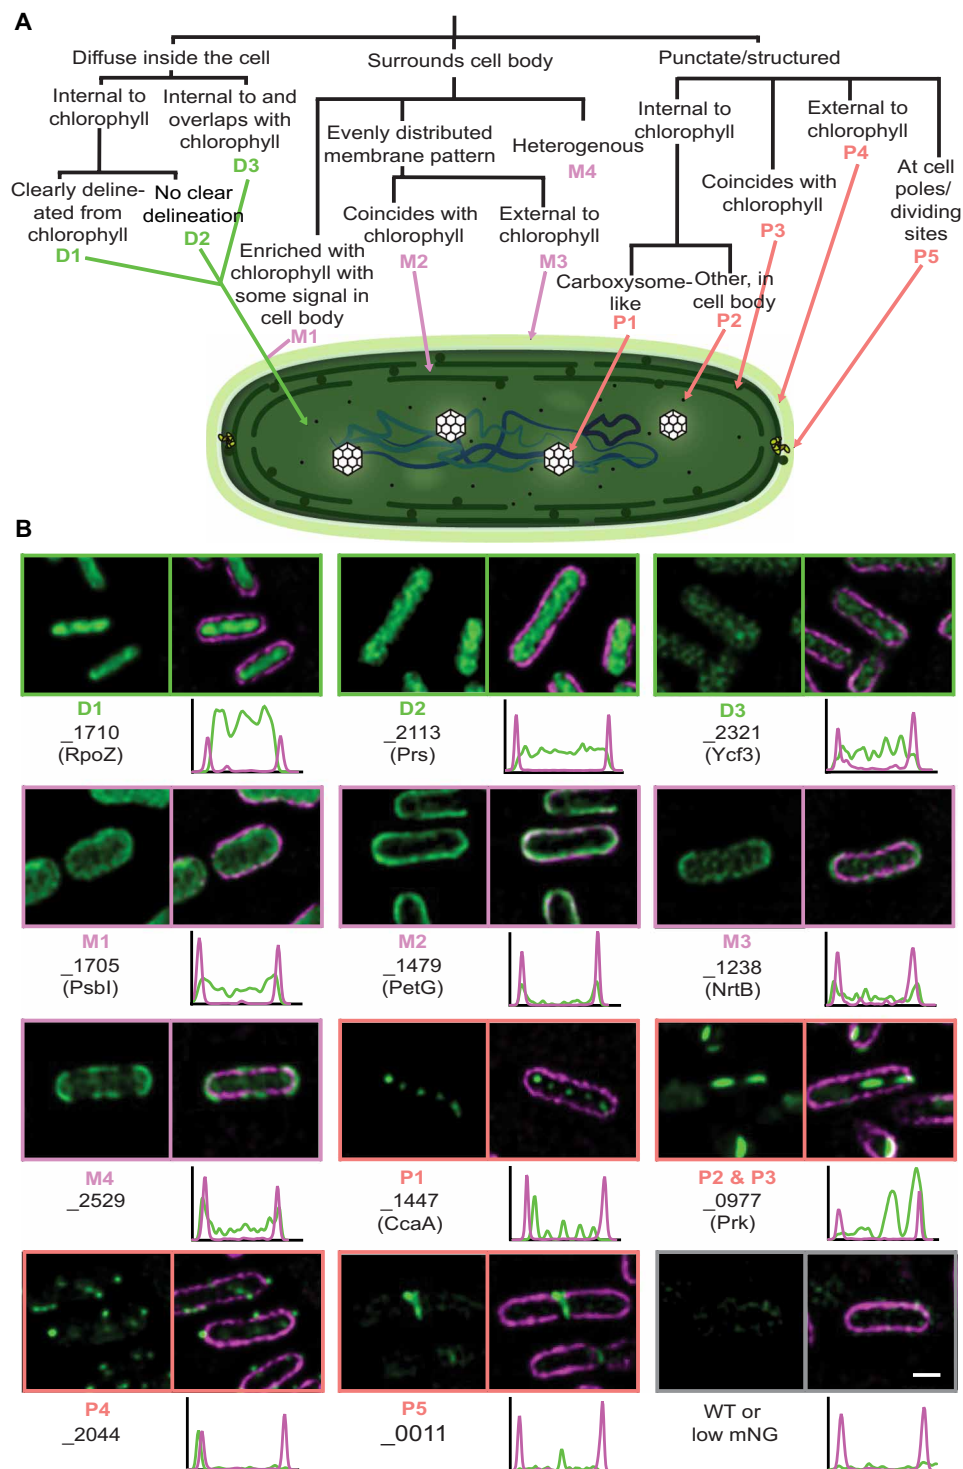 A
Diffuse inside the cell
Surrounds cell body
Punctate/structured
Internal to
chlorophyll
Internal to and
overlaps with
chlorophyll
D3
Clearly deline-
ated from
chlorophyll
D1
No clear
delineation
D2
Enriched with
chlorophyll with
some signal in
cell body
M1
Evenly distributed
membrane pattern
Heterogenous
M4
Coincides with
chlorophyll
M2
External to
chlorophyll
M3
Internal to
chlorophyll
External to
chlorophyll
P4
Coincides with
chlorophyll
P3
At cell
poles/
dividing
sites
P5
Carboxysome-
like
P1
Other, in
cell body
P2
B
D1
_1710
(RpoZ)
D2
_2113
(Prs)
D3
_2321
(Ycf3)
M1
_1705
(PsbI)
M2
_1479
(PetG)
M3
_1238
(NrtB)
M4
_2529
P1
_1447
(CcaA)
P2 & P3
_0977
(Prk)
P4
_2044
P5
_0011
WT or
low mNG